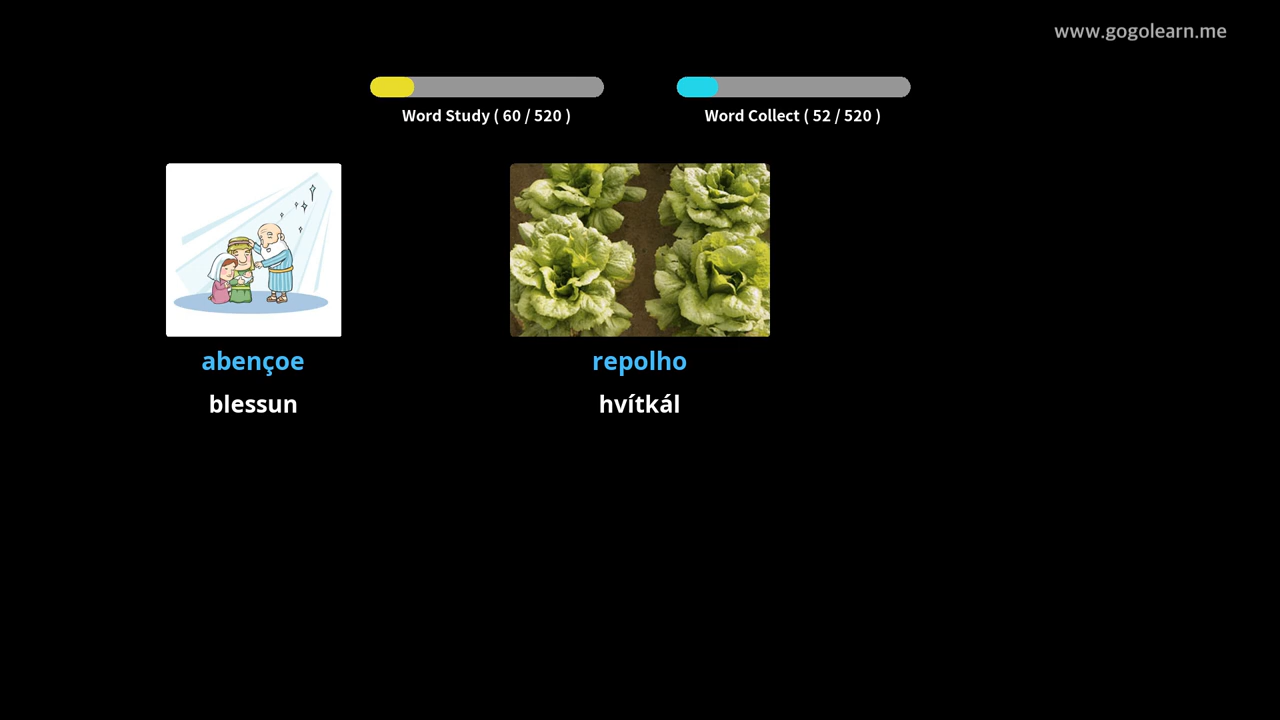 www.gogolearn.me
Word Study ( 60 / 520 )
Word Collect ( 52 / 520 )
abençoe
blessun
repolho
hvítkál